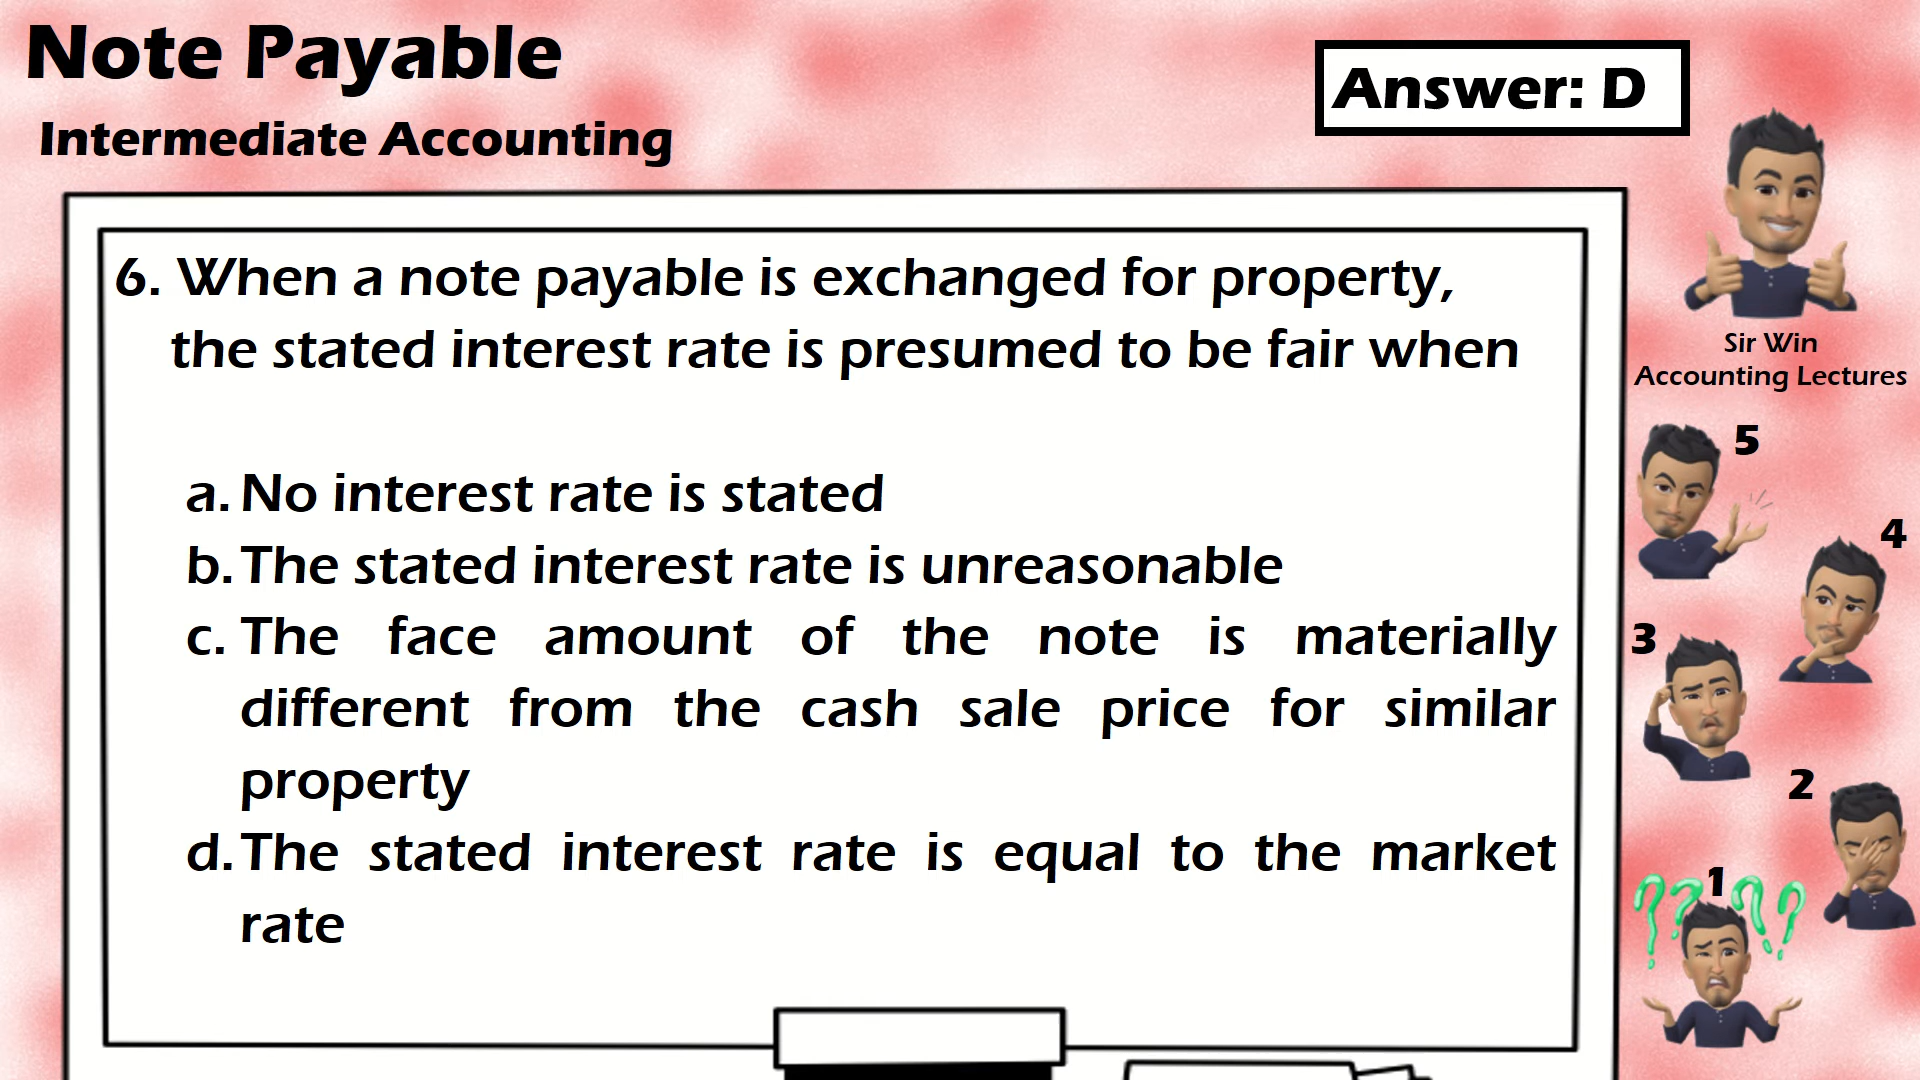 Note Payable
Intermediate Accounting
Answer: D
6. When a note payable is exchanged for property,
the stated interest rate is presumed to be fair when
a. No interest rate is stated
b. The stated interest rate is unreasonable
c. The face amount of the note is materially
different from the cash sale price for similar
property
d. The stated interest rate is equal to the market
rate
Sir Win
Accounting Lectures
5
4
3
2
1
????